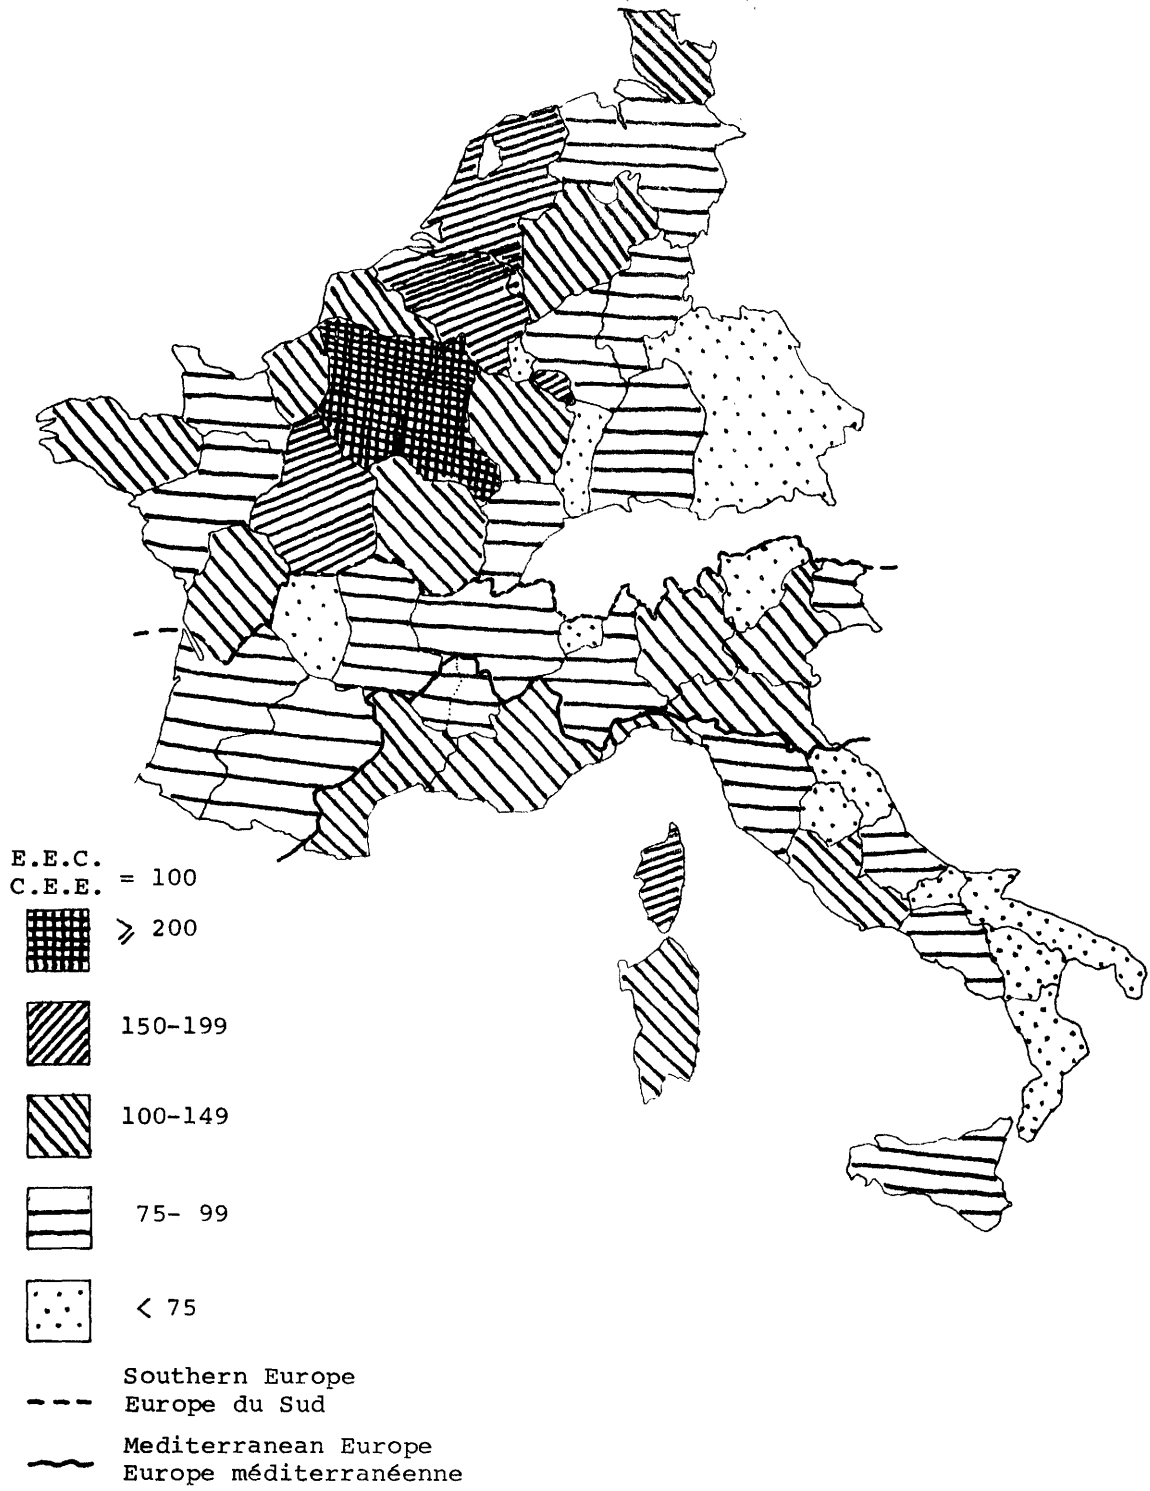 E.E.C.
C.E.E. = 100
⩾ 200
150-199
100-149
75- 99
< 75
Southern Europe
Europe du Sud
Mediterranean Europe
Europe méditerranéenne